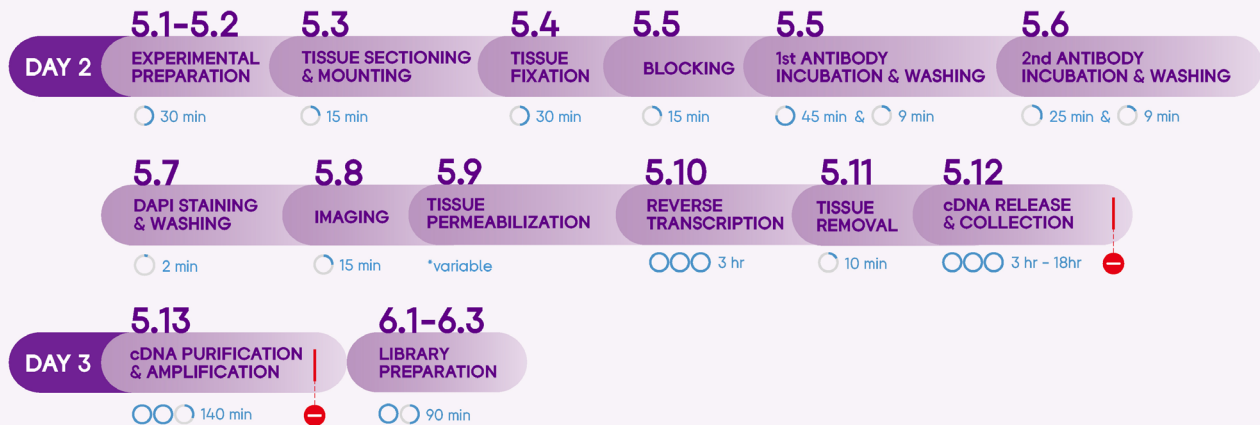 5.1-5.2 5.3 5.4 5.5 5.5 5.6
DAY 2
EXPERIMENTAL
PREPARATION
TISSUE SECTIONING
& MOUNTING
TISSUE
FIXATION
BLOCKING
1st ANTIBODY
INCUBATION & WASHING
2nd ANTIBODY
INCUBATION & WASHING
30 min 15 min 30 min 15 min 45 min & 9 min 25 min & 9 min
5.7 5.8 5.9 5.10 5.11 5.12
DAPI STAINING
& WASHING
IMAGING
TISSUE
PERMEABILIZATION
REVERSE
TRANSCRIPTION
TISSUE
REMOVAL
cDNA RELEASE
& COLLECTION
2 min 15 min *variable 3 hr 10 min 3 hr - 18hr
5.13 6.1-6.3
DAY 3
cDNA PURIFICATION
& AMPLIFICATION
LIBRARY
PREPARATION
140 min 90 min